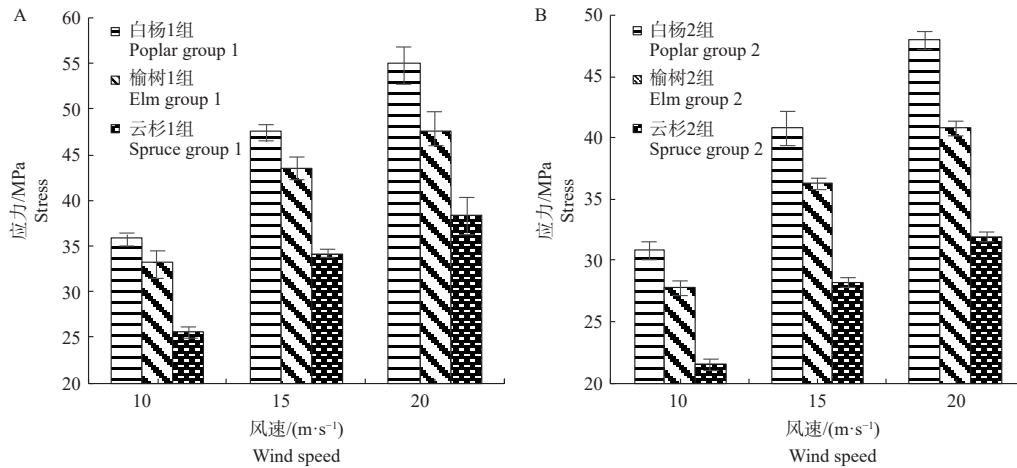 A
60
55
50
45
40
35
30
25
20
应力/MPa
Stress
白杨1组
Poplar group 1
榆树1组
Elm group 1
云杉1组
Spruce group 1
10
15
20
风速/(m·s⁻¹)
Wind speed
B
50
45
40
35
30
25
20
应力/MPa
Stress
白杨2组
Poplar group 2
榆树2组
Elm group 2
云杉2组
Spruce group 2
10
15
20
风速/(m·s⁻¹)
Wind speed